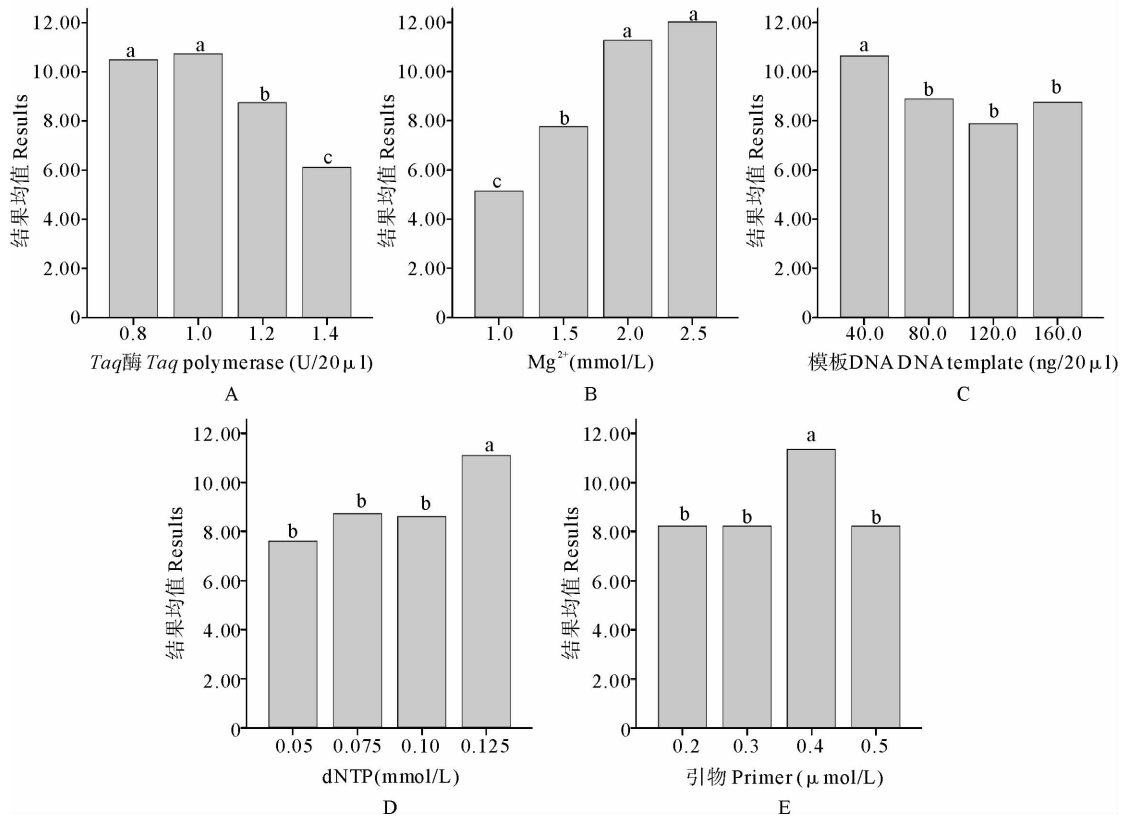 结果均值 Results
12.00
10.00
8.00
6.00
4.00
2.00
0
a
a
b
c
0.8 1.0 1.2 1.4
Taq酶 Taq polymerase (U/20μl)
A
结果均值 Results
12.00
10.00
8.00
6.00
4.00
2.00
0
c
b
a
a
1.0 1.5 2.0 2.5
Mg²⁺(mmol/L)
B
结果均值 Results
12.00
10.00
8.00
6.00
4.00
2.00
0
a
b
b
b
40.0 80.0 120.0 160.0
模板DNA DNA template (ng/20μl)
C
结果均值 Results
12.00
10.00
8.00
6.00
4.00
2.00
0
b
b
b
a
0.05 0.075 0.10 0.125
dNTP(mmol/L)
D
结果均值 Results
12.00
10.00
8.00
6.00
4.00
2.00
0
b
b
a
b
0.2 0.3 0.4 0.5
引物 Primer (μmol/L)
E